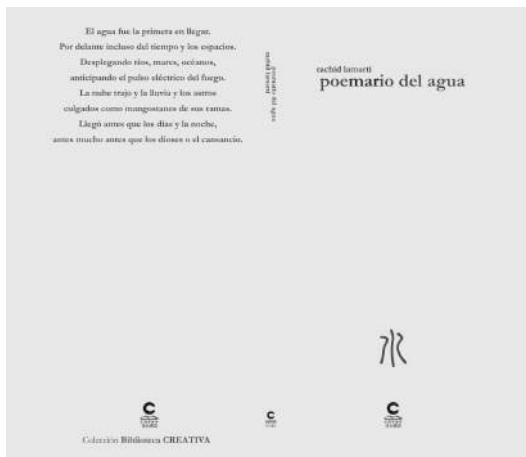 El agua fue la primera en llegar.
Por delante incluso del tiempo y los espacios.
Desplegando ríos, mares, océanos,
anticipando el pulso eléctrico del fuego.
La nube trajo y la lluvia y los astros
colgados como mangostanes de sus ramas.
Llegó antes que los días y la noche,
antes mucho antes que los dioses o el cansancio.
Colección Biblioteca CREATIVA
rachid lamarti
poemario del agua
rachid lamarti
poemario del agua